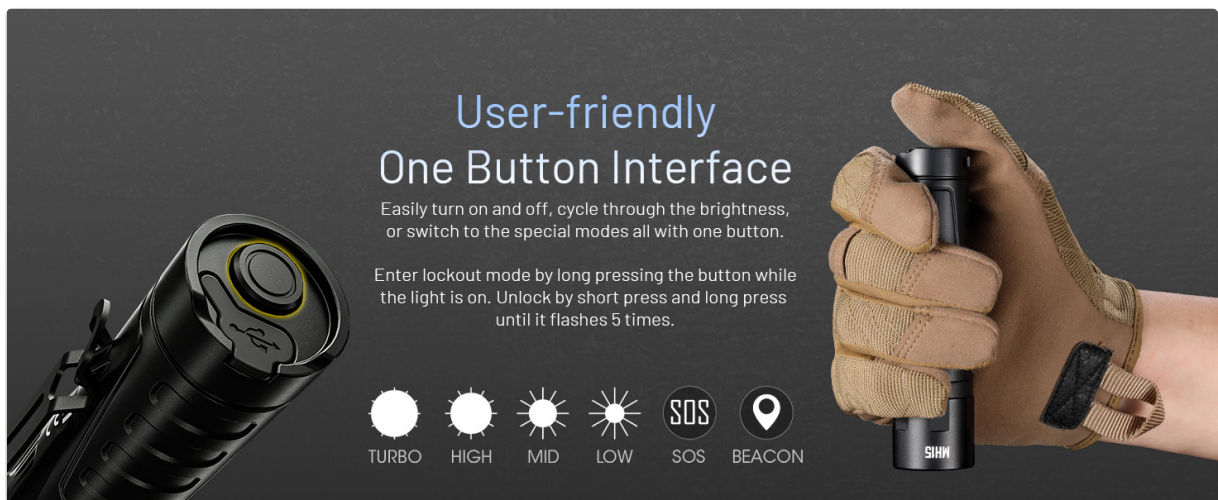 User-friendly
One Button Interface
Easily turn on and off, cycle through the brightness,
or switch to the special modes all with one button.
Enter lockout mode by long pressing the button while
the light is on. Unlock by short press and long press
until it flashes 5 times.
TURBO
HIGH
MID
LOW
SOS
SOS
BEACON
MH15